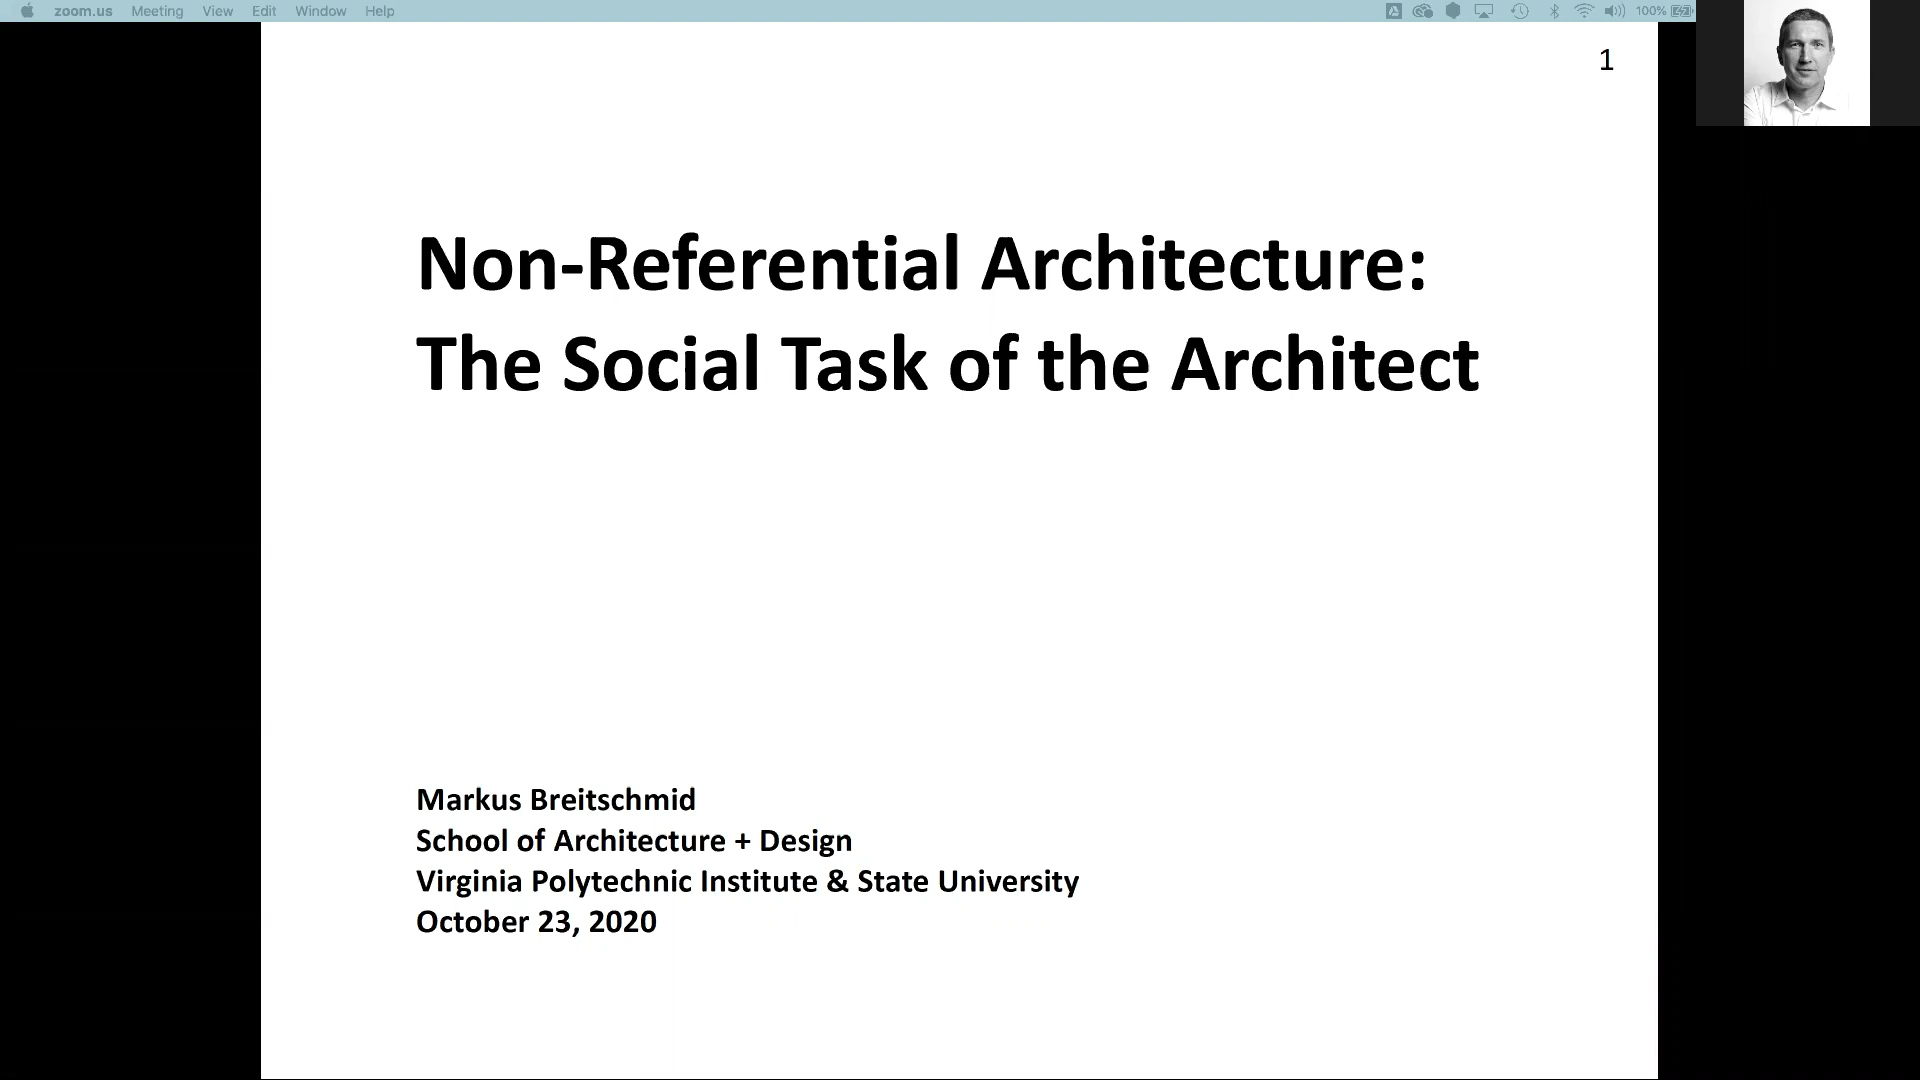 zoom.us Meeting View Edit Window Help 100%
1
Non-Referential Architecture:
The Social Task of the Architect
Markus Breitschmid
School of Architecture + Design
Virginia Polytechnic Institute & State University
October 23, 2020